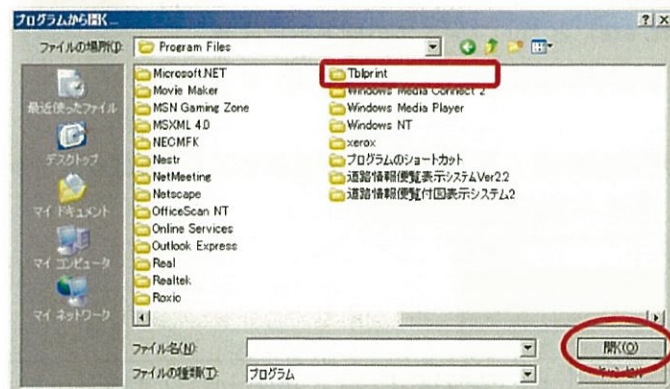 プログラムから開く...
ファイルの場所(I):
Program Files
最近使ったファイル
デスクトップ
マイ ドキュメント
マイ コンピュータ
マイ ネットワーク
Microsoft.NET
Movie Maker
MSN Gaming Zone
MSXML 4.0
NECMFK
Nestr
NetMeeting
Netscape
OfficeScan NT
Online Services
Outlook Express
Real
Realtek
Roxio
Tblprint
Windows Media Connect 2
Windows Media Player
Windows NT
xerox
プログラムのショートカット
道路情報便覧表示システムVer2.2
道路情報便覧付図表示システム2
ファイル名(N):
開く(O)
ファイルの種類(T):
プログラム
キャンセル